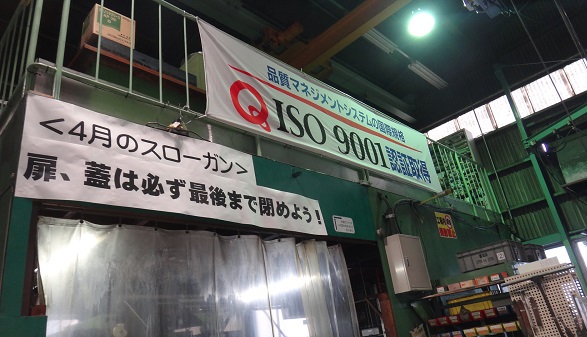 品質マネジメントシステムの国際規格
Q ISO 9001 認証取得
＜4月のスローガン＞
扉、蓋は必ず最後まで閉めよう！